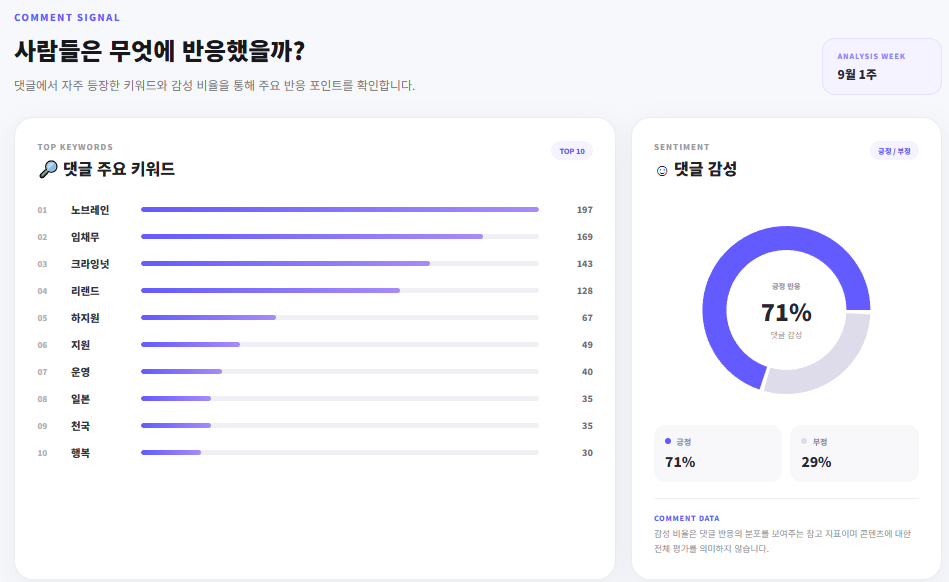 COMMENT SIGNAL
사람들은 무엇에 반응했을까?
댓글에서 자주 등장한 키워드와 감성 비율을 통해 주요 반응 포인트를 확인합니다.
ANALYSIS WEEK
9월 1주
TOP KEYWORDS
댓글 주요 키워드
TOP 10
01 노브레인 197
02 임채무 169
03 크라잉넛 143
04 리랜드 128
05 하지원 67
06 지원 49
07 운영 40
08 일본 35
09 천국 35
10 행복 30
SENTIMENT
댓글 감성
긍정 / 부정
긍정 반응
71%
댓글 감성
긍정
71%
부정
29%
COMMENT DATA
감성 비율은 댓글 반응의 분포를 보여주는 참고 지표이며 콘텐츠에 대한
전체 평가를 의미하지 않습니다.